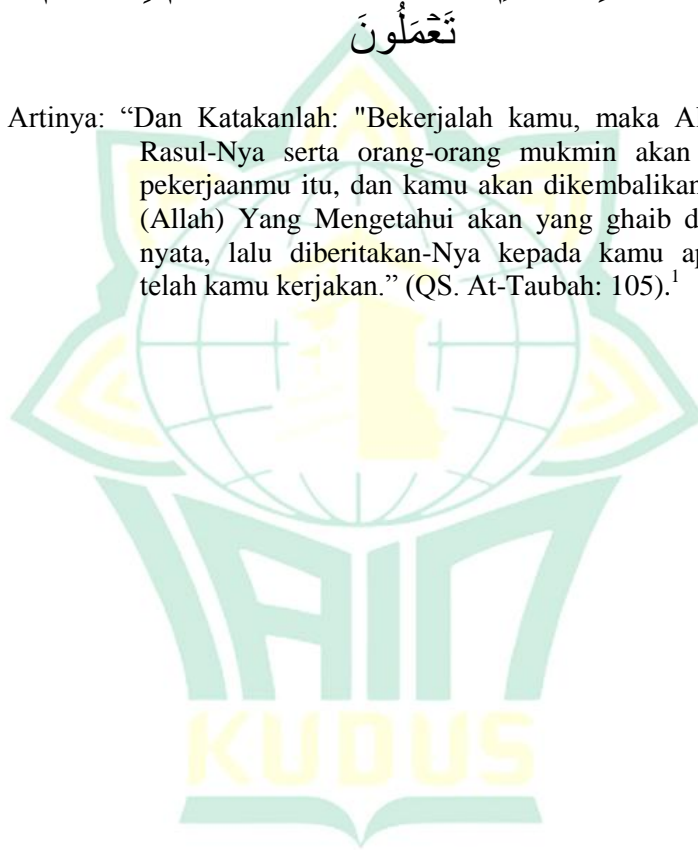 تَعۡمَلُونَ
Artinya: “Dan Katakanlah: "Bekerjalah kamu, maka
Rasul-Nya serta orang-orang mukmin akan
pekerjaanmu itu, dan kamu akan dikembalikan
(Allah) Yang Mengetahui akan yang ghaib
nyata, lalu diberitakan-Nya kepada kamu
telah kamu kerjakan.” (QS. At-Taubah: 105).1
IAIN
KUDUS